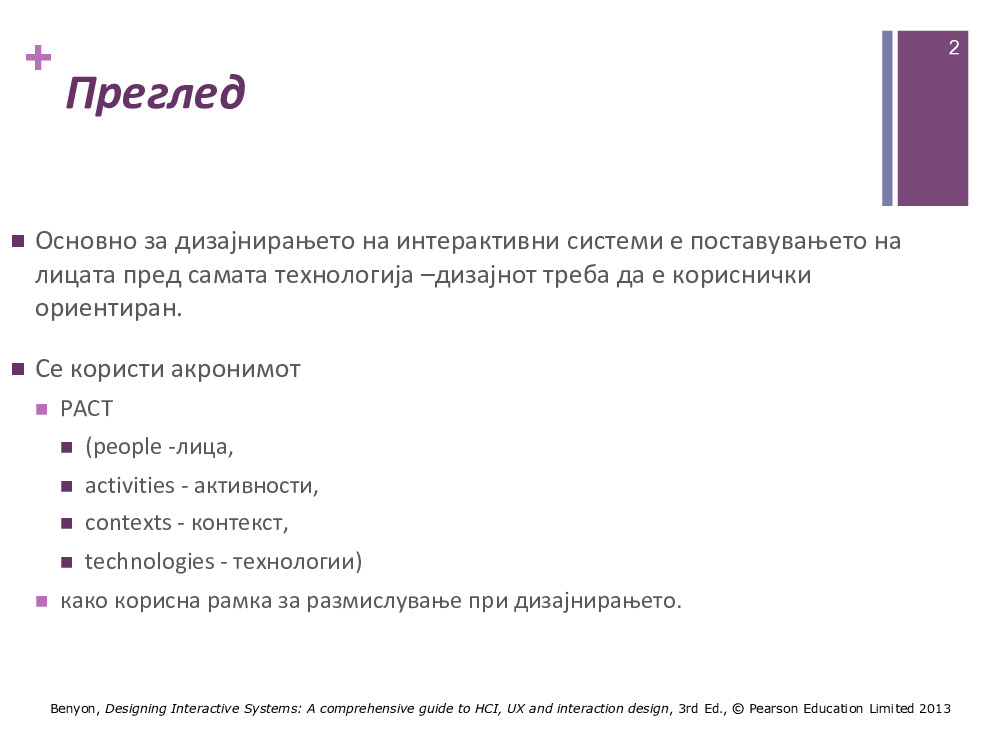 2
+
Преглед
Основно за дизајнирањето на интерактивни системи е поставувањето на
лицата пред самата технологија –дизајнот треба да е кориснички
ориентиран.
Се користи акронимот
PACT
(people -лица,
activities - активности,
contexts - контекст,
technologies - технологии)
како корисна рамка за размислување при дизајнирањето.
Benyon, Designing Interactive Systems: A comprehensive guide to HCI, UX and interaction design, 3rd Ed., © Pearson Education Limited 2013